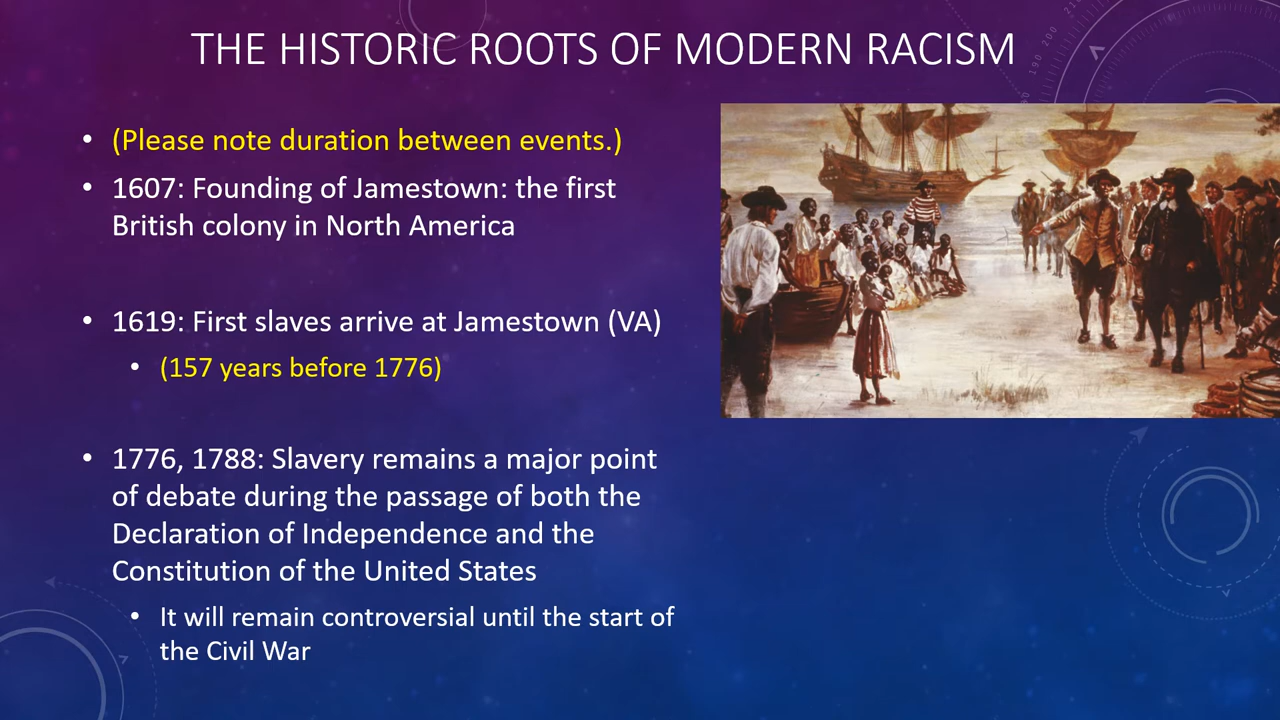 THE HISTORIC ROOTS OF MODERN RACISM
• (Please note duration between events.)
• 1607: Founding of Jamestown: the first
British colony in North America
• 1619: First slaves arrive at Jamestown (VA)
• (157 years before 1776)
• 1776, 1788: Slavery remains a major point
of debate during the passage of both the
Declaration of Independence and the
Constitution of the United States
• It will remain controversial until the start of
the Civil War
190 200